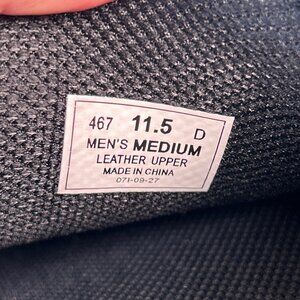 467 11.5 D
MEN'S MEDIUM
LEATHER UPPER
MADE IN CHINA
071-09-27